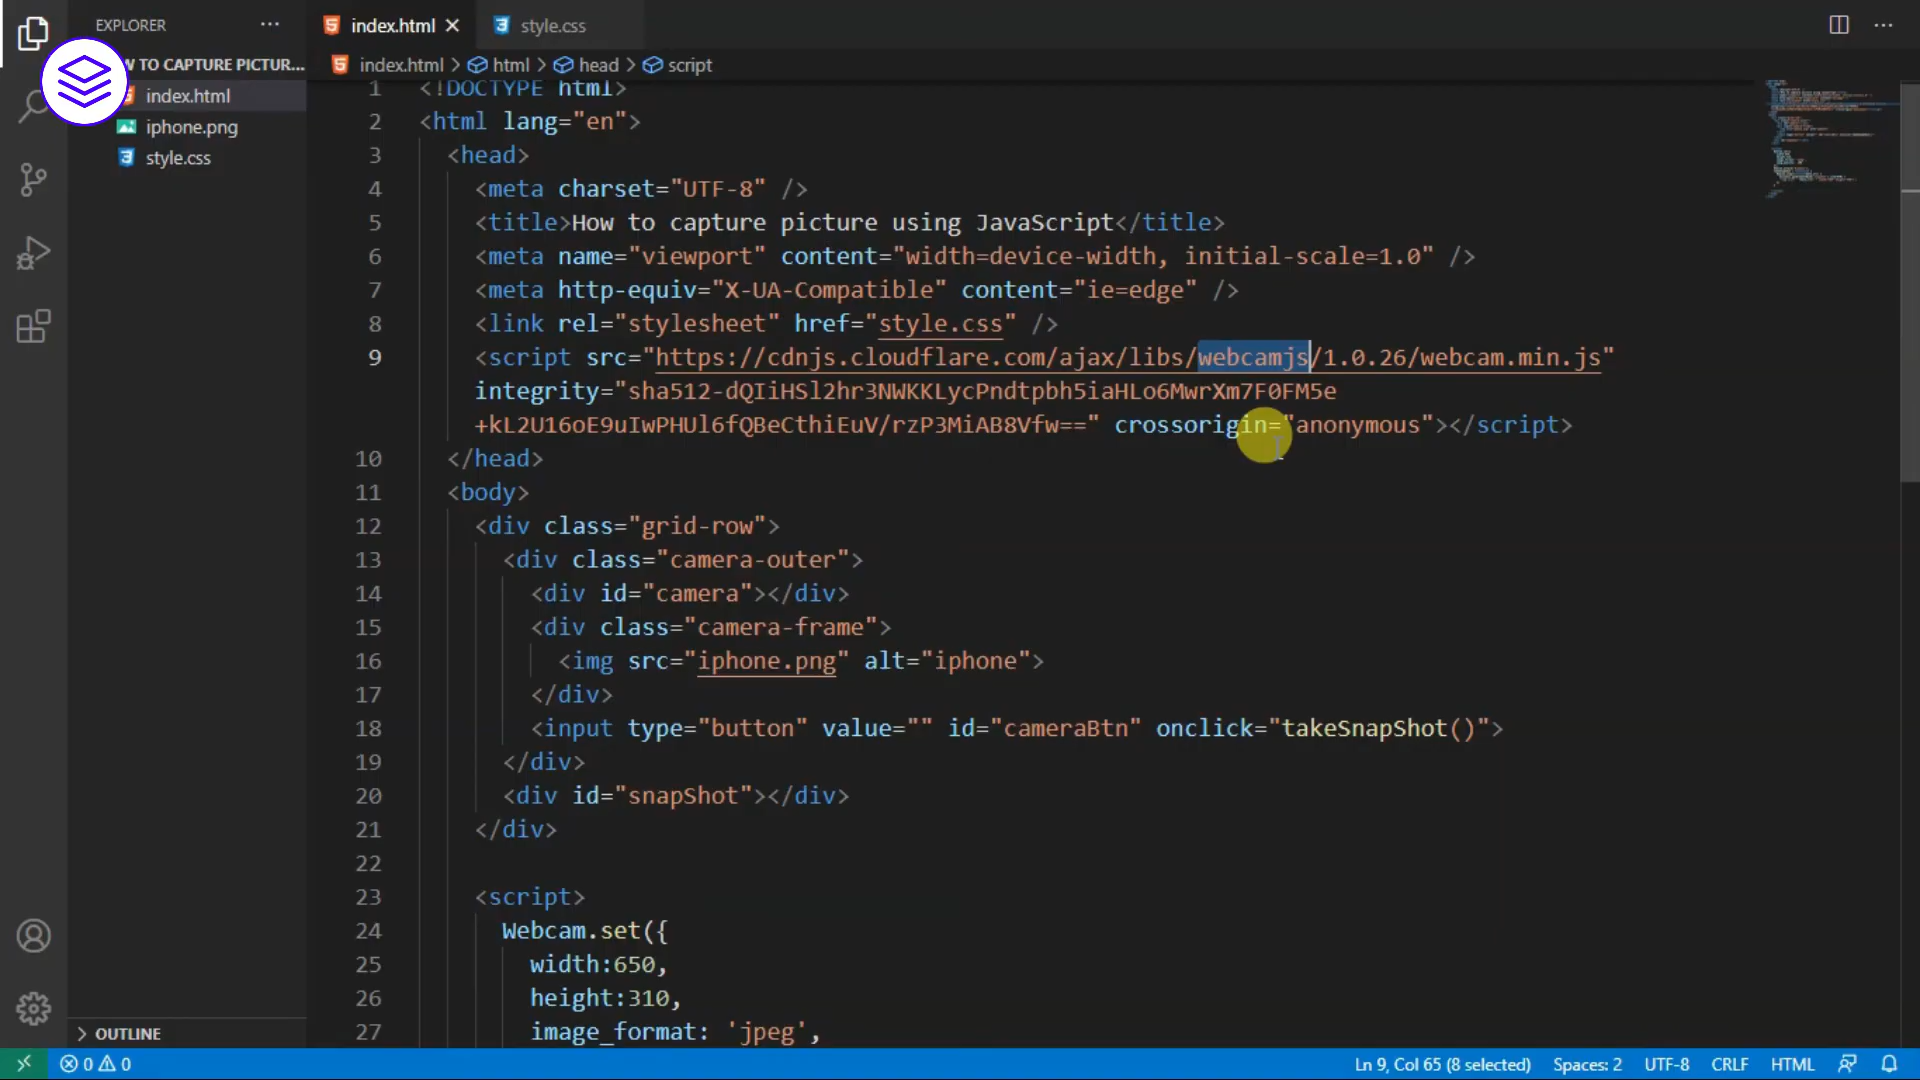 EXPLORER
W TO CAPTURE PICTUR...
index.html
iphone.png
style.css
OUTLINE
index.html
style.css
index.html > html > head > script
1 <!DOCTYPE html>
2 <html lang="en">
3 <head>
4 <meta charset="UTF-8" />
5 <title>How to capture picture using JavaScript</title>
6 <meta name="viewport" content="width=device-width, initial-scale=1.0" />
7 <meta http-equiv="X-UA-Compatible" content="ie=edge" />
8 <link rel="stylesheet" href="style.css" />
9 <script src="https://cdnjs.cloudflare.com/ajax/libs/webcamjs/1.0.26/webcam.min.js"
integrity="sha512-dQIiHSl2hr3NWKKLycPndtpbh5iaHLo6MwrXm7F0FM5e
+kL2U16oE9uIwPHUl6fQBeCthiEuV/rzP3MiAB8Vfw==" crossorigin="anonymous"></script>
10 </head>
11 <body>
12 <div class="grid-row">
13 <div class="camera-outer">
14 <div id="camera"></div>
15 <div class="camera-frame">
16 <img src="iphone.png" alt="iphone">
17 </div>
18 <input type="button" value="" id="cameraBtn" onclick="takeSnapShot()">
19 </div>
20 <div id="snapShot"></div>
21 </div>
22
23 <script>
24 Webcam.set({
25 width:650,
26 height:310,
27 image_format: 'jpeg',
0 0
Ln 9, Col 65 (8 selected) Spaces: 2 UTF-8 CRLF HTML